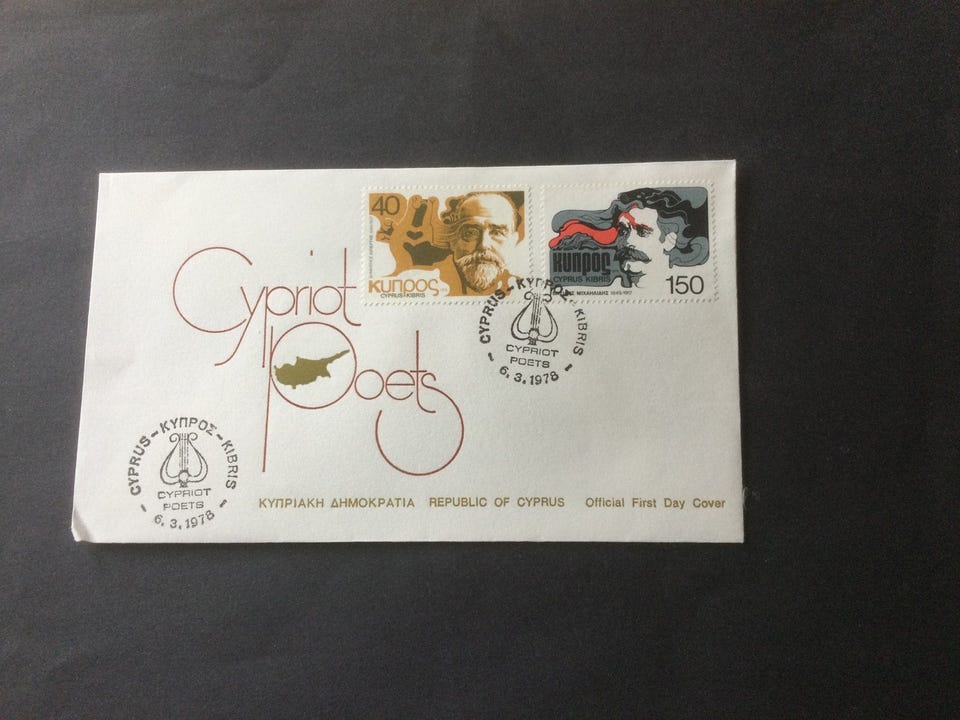 40
ΚΥΠΡΟΣ
CYPRUS-KIBRIS
Κυπρος
CYPRUS KIBRIS
ΜΙΧΑΗΛΙΔΗΣ
150
Cypriot
Poets
CYPRUS-ΚΥΠΡΟΣ-KIBRIS
CYPRIOT
POETS
6.3.1978
CYPRUS-ΚΥΠΡΟΣ-KIBRIS
CYPRIOT
POETS
6.3.1978
ΚΥΠΡΙΑΚΗ ΔΗΜΟΚΡΑΤΙΑ REPUBLIC OF CYPRUS Official First Day Cover